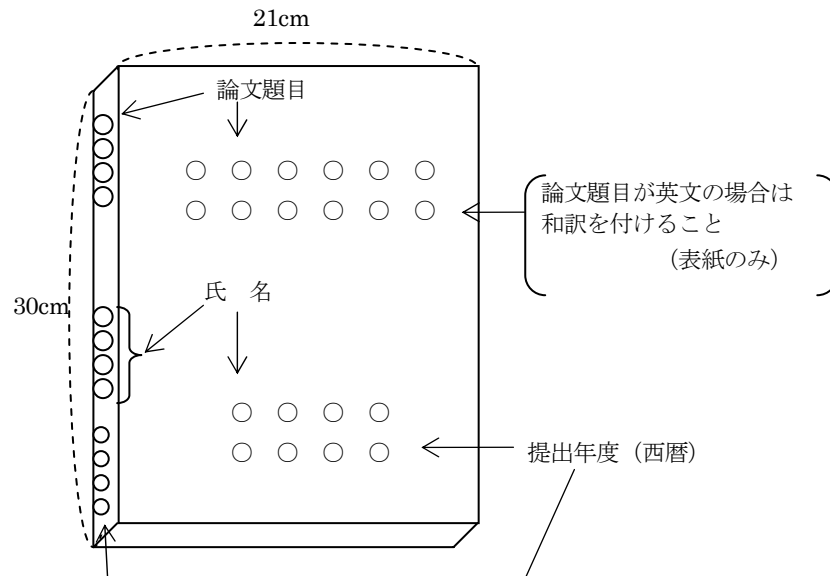 21cm
論文題目
○○○○○○
○○○○○○
論文題目が英文の場合は
和訳を付けること
(表紙のみ)
30cm
氏 名
○○○○
○○○○
提出年度(西暦)